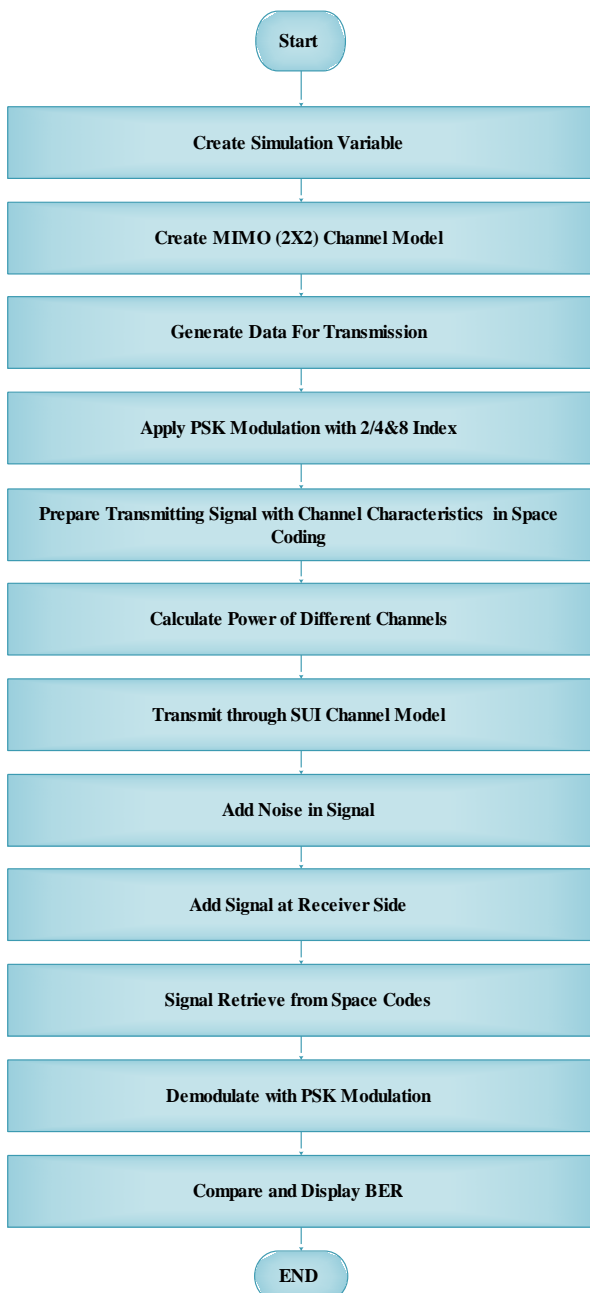 Start
Create Simulation Variable
Create MIMO (2X2) Channel Model
Generate Data For Transmission
Apply PSK Modulation with 2/4&8 Index
Prepare Transmitting Signal with Channel Characteristics in Space
Coding
Calculate Power of Different Channels
Transmit through SUI Channel Model
Add Noise in Signal
Add Signal at Receiver Side
Signal Retrieve from Space Codes
Demodulate with PSK Modulation
Compare and Display BER
END